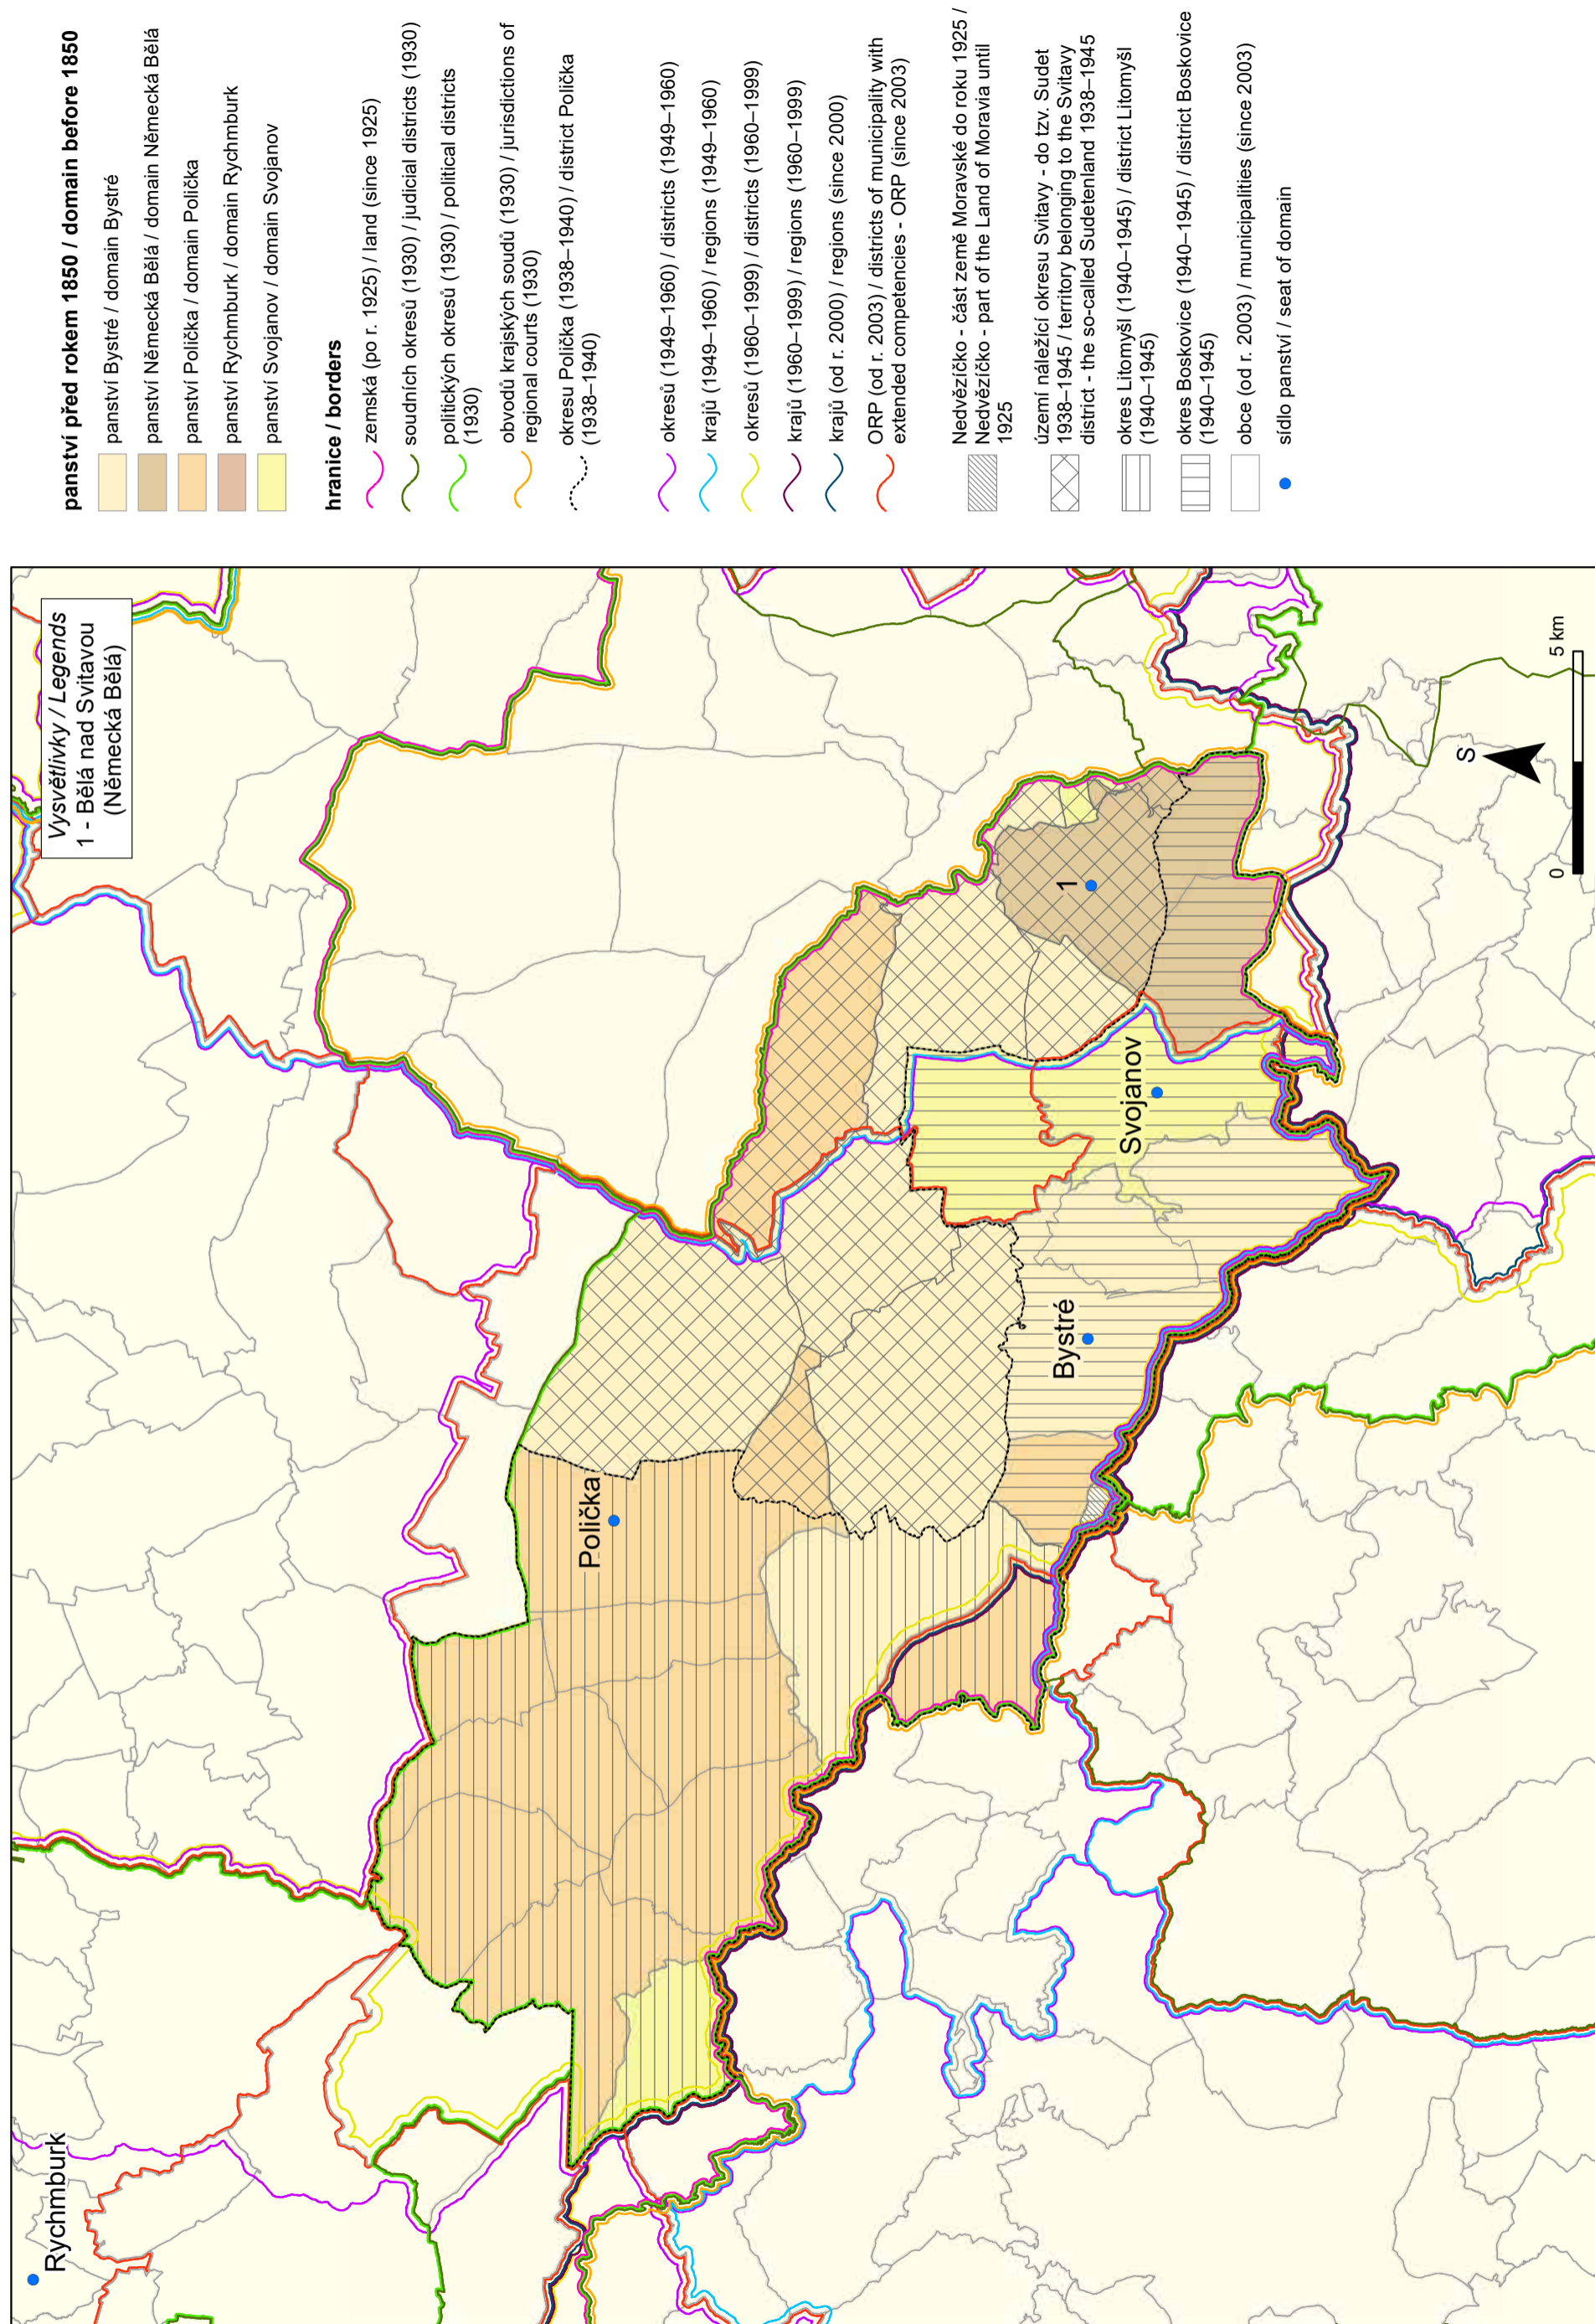 Rychmburk
Vysvětlivky / Legends
1 - Bělá nad Svitavou
(Německá Bělá)
Polička
Bystré
Svojanov
1
S
0
5 km
panství před rokem 1850 / domain before 1850
panství Bystré / domain Bystré
panství Německá Bělá / domain Německá Bělá
panství Polička / domain Polička
panství Rychmburk / domain Rychmburk
panství Svojanov / domain Svojanov
hranice / borders
zemská (po r. 1925) / land (since 1925)
soudních okresů (1930) / judicial districts (1930)
politických okresů (1930) / political districts
(1930)
obvodů krajských soudů (1930) / jurisdictions of
regional courts (1930)
okresu Polička (1938–1940) / district Polička
(1938–1940)
okresů (1949–1960) / districts (1949–1960)
krajů (1949–1960) / regions (1949–1960)
okresů (1960–1999) / districts (1960–1999)
krajů (1960–1999) / regions (1960–1999)
krajů (od r. 2000) / regions (since 2000)
ORP (od r. 2003) / districts of municipality with
extended competencies - ORP (since 2003)
Nedvězíčko - část země Moravské do roku 1925 /
Nedvězíčko - part of the Land of Moravia until
1925
území náležící okresu Svitavy - do tzv. Sudet
1938–1945 / territory belonging to the Svitavy
district - the so-called Sudetenland 1938–1945
okres Litomyšl (1940–1945) / district Litomyšl
(1940–1945)
okres Boskovice (1940–1945) / district Boskovice
(1940–1945)
obce (od r. 2003) / municipalities (since 2003)
sídlo panství / seat of domain